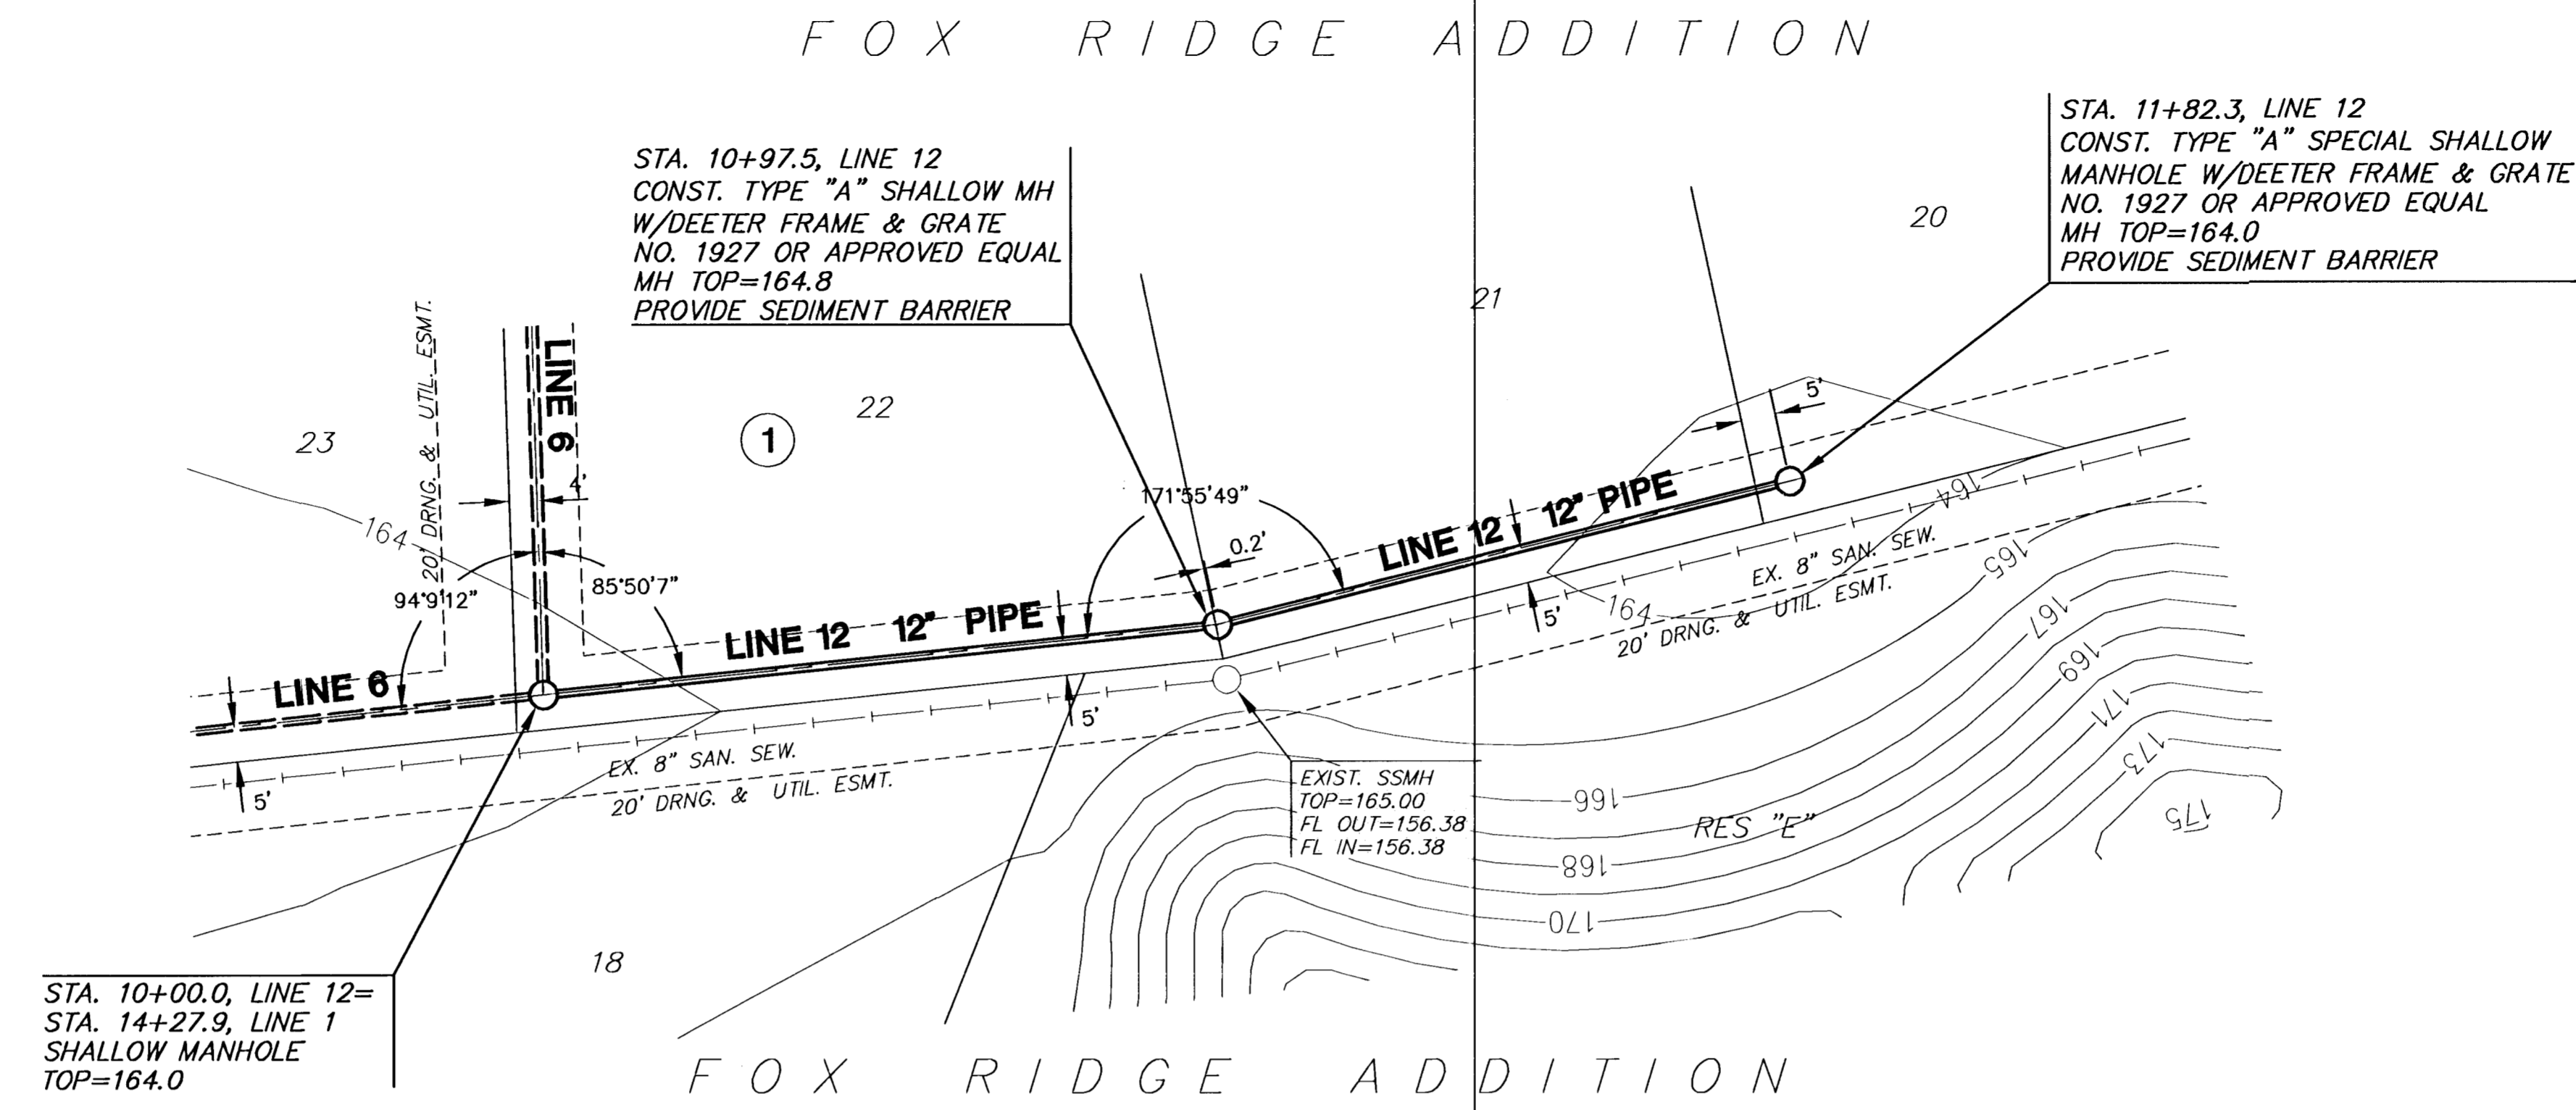 FOX RIDGE ADDITION
STA. 11+82.3, LINE 12
CONST. TYPE "A" SPECIAL SHALLOW
MANHOLE W/DEETER FRAME & GRATE
NO. 1927 OR APPROVED EQUAL
MH TOP=164.0
PROVIDE SEDIMENT BARRIER
STA. 10+97.5, LINE 12
CONST. TYPE "A" SHALLOW MH
W/DEETER FRAME & GRATE
NO. 1927 OR APPROVED EQUAL
MH TOP=164.8
PROVIDE SEDIMENT BARRIER
20
21
22
23
1
20' DRNG. & UTIL. ESMT.
LINE 6
4'
5'
164
171°55'49"
0.2'
LINE 12 12" PIPE
94°9'12"
85°50'7"
LINE 12 12" PIPE
LINE 6
164
EX. 8" SAN. SEW.
20' DRNG. & UTIL. ESMT.
5'
164
165
167
169
171
173
175
5'
5'
EX. 8" SAN. SEW.
20' DRNG. & UTIL. ESMT.
EXIST. SSMH
TOP=165.00
FL OUT=156.38
FL IN=156.38
166
RES "E"
168
170
18
STA. 10+00.0, LINE 12=
STA. 14+27.9, LINE 1
SHALLOW MANHOLE
TOP=164.0
FOX RIDGE ADDITION